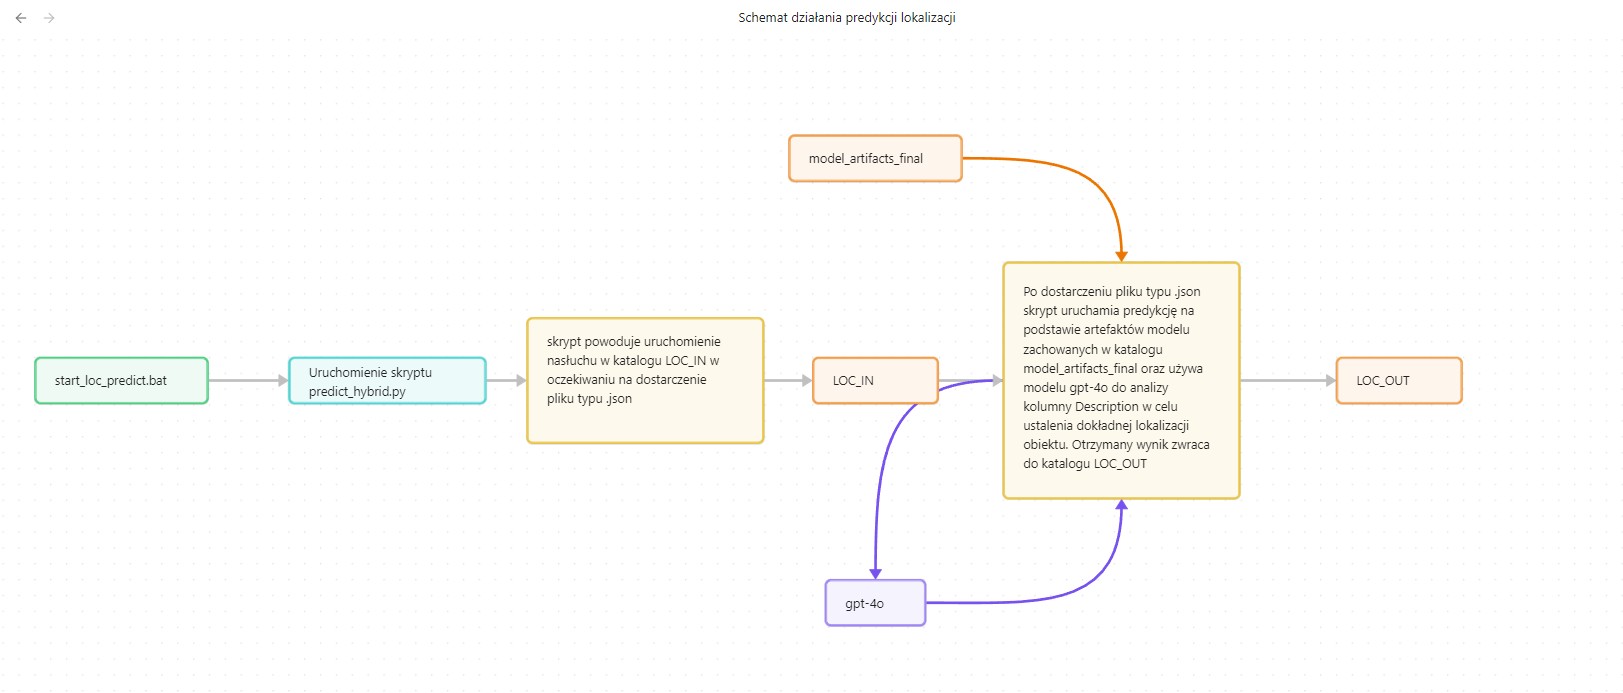 Schemat działania predykcji lokalizacji
model_artifacts_final
start_loc_predict.bat
Uruchomienie skryptu
predict_hybrid.py
skrypt powoduje uruchomienie
nasłuchu w katalogu LOC_IN w
oczekiwaniu na dostarczenie
pliku typu .json
LOC_IN
Po dostarczeniu pliku typu .json
skrypt uruchamia predykcję na
podstawie artefaktów modelu
zachowanych w katalogu
model_artifacts_final oraz używa
modelu gpt-4o do analizy
kolumny Description w celu
ustalenia dokładnej lokalizacji
obiektu. Otrzymany wynik zwraca
do katalogu LOC_OUT
LOC_OUT
gpt-4o